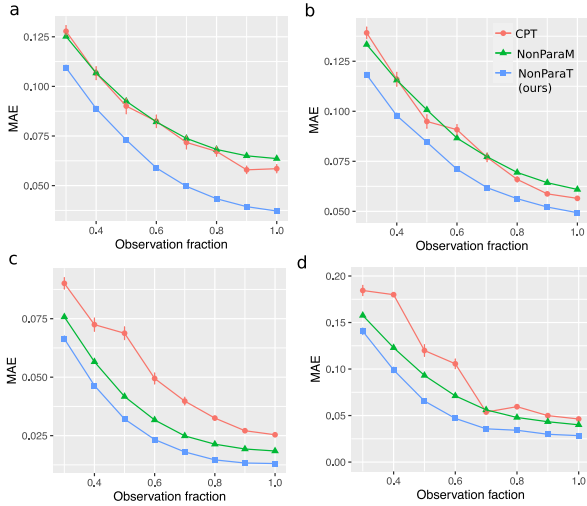 a
0.125
0.100
0.075
0.050
MAE
0.4
0.6
0.8
1.0
Observation fraction
b
CPT
NonParaM
NonParaT
(ours)
0.125
0.100
0.075
0.050
MAE
0.4
0.6
0.8
1.0
Observation fraction
c
0.075
0.050
0.025
MAE
0.4
0.6
0.8
1.0
Observation fraction
d
0.20
0.15
0.10
0.05
0.00
MAE
0.4
0.6
0.8
1.0
Observation faction